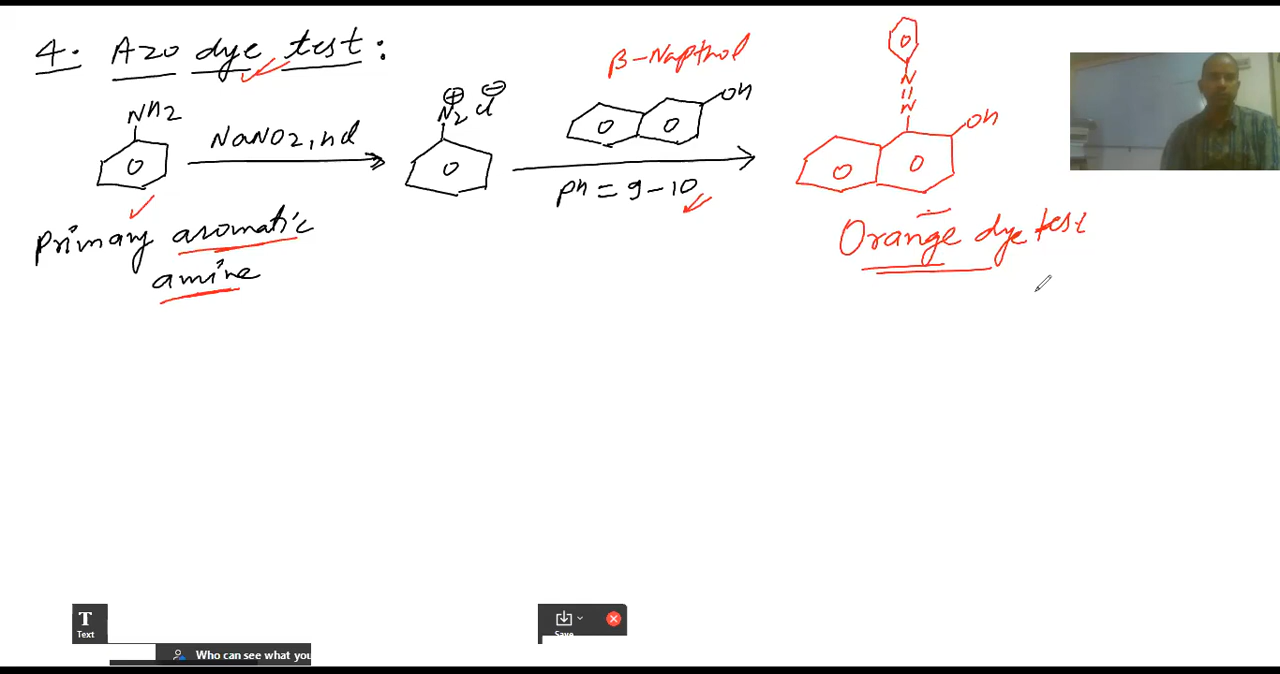 4. Azo dye test:
β-Napthol
NH2
NaNO2, HCl
N2 Cl
⊕ ⊖
OH
PH = 9-10
N
N
OH
Primary aromatic
amine
Orange dye test
T
Text
Save
Who can see what you